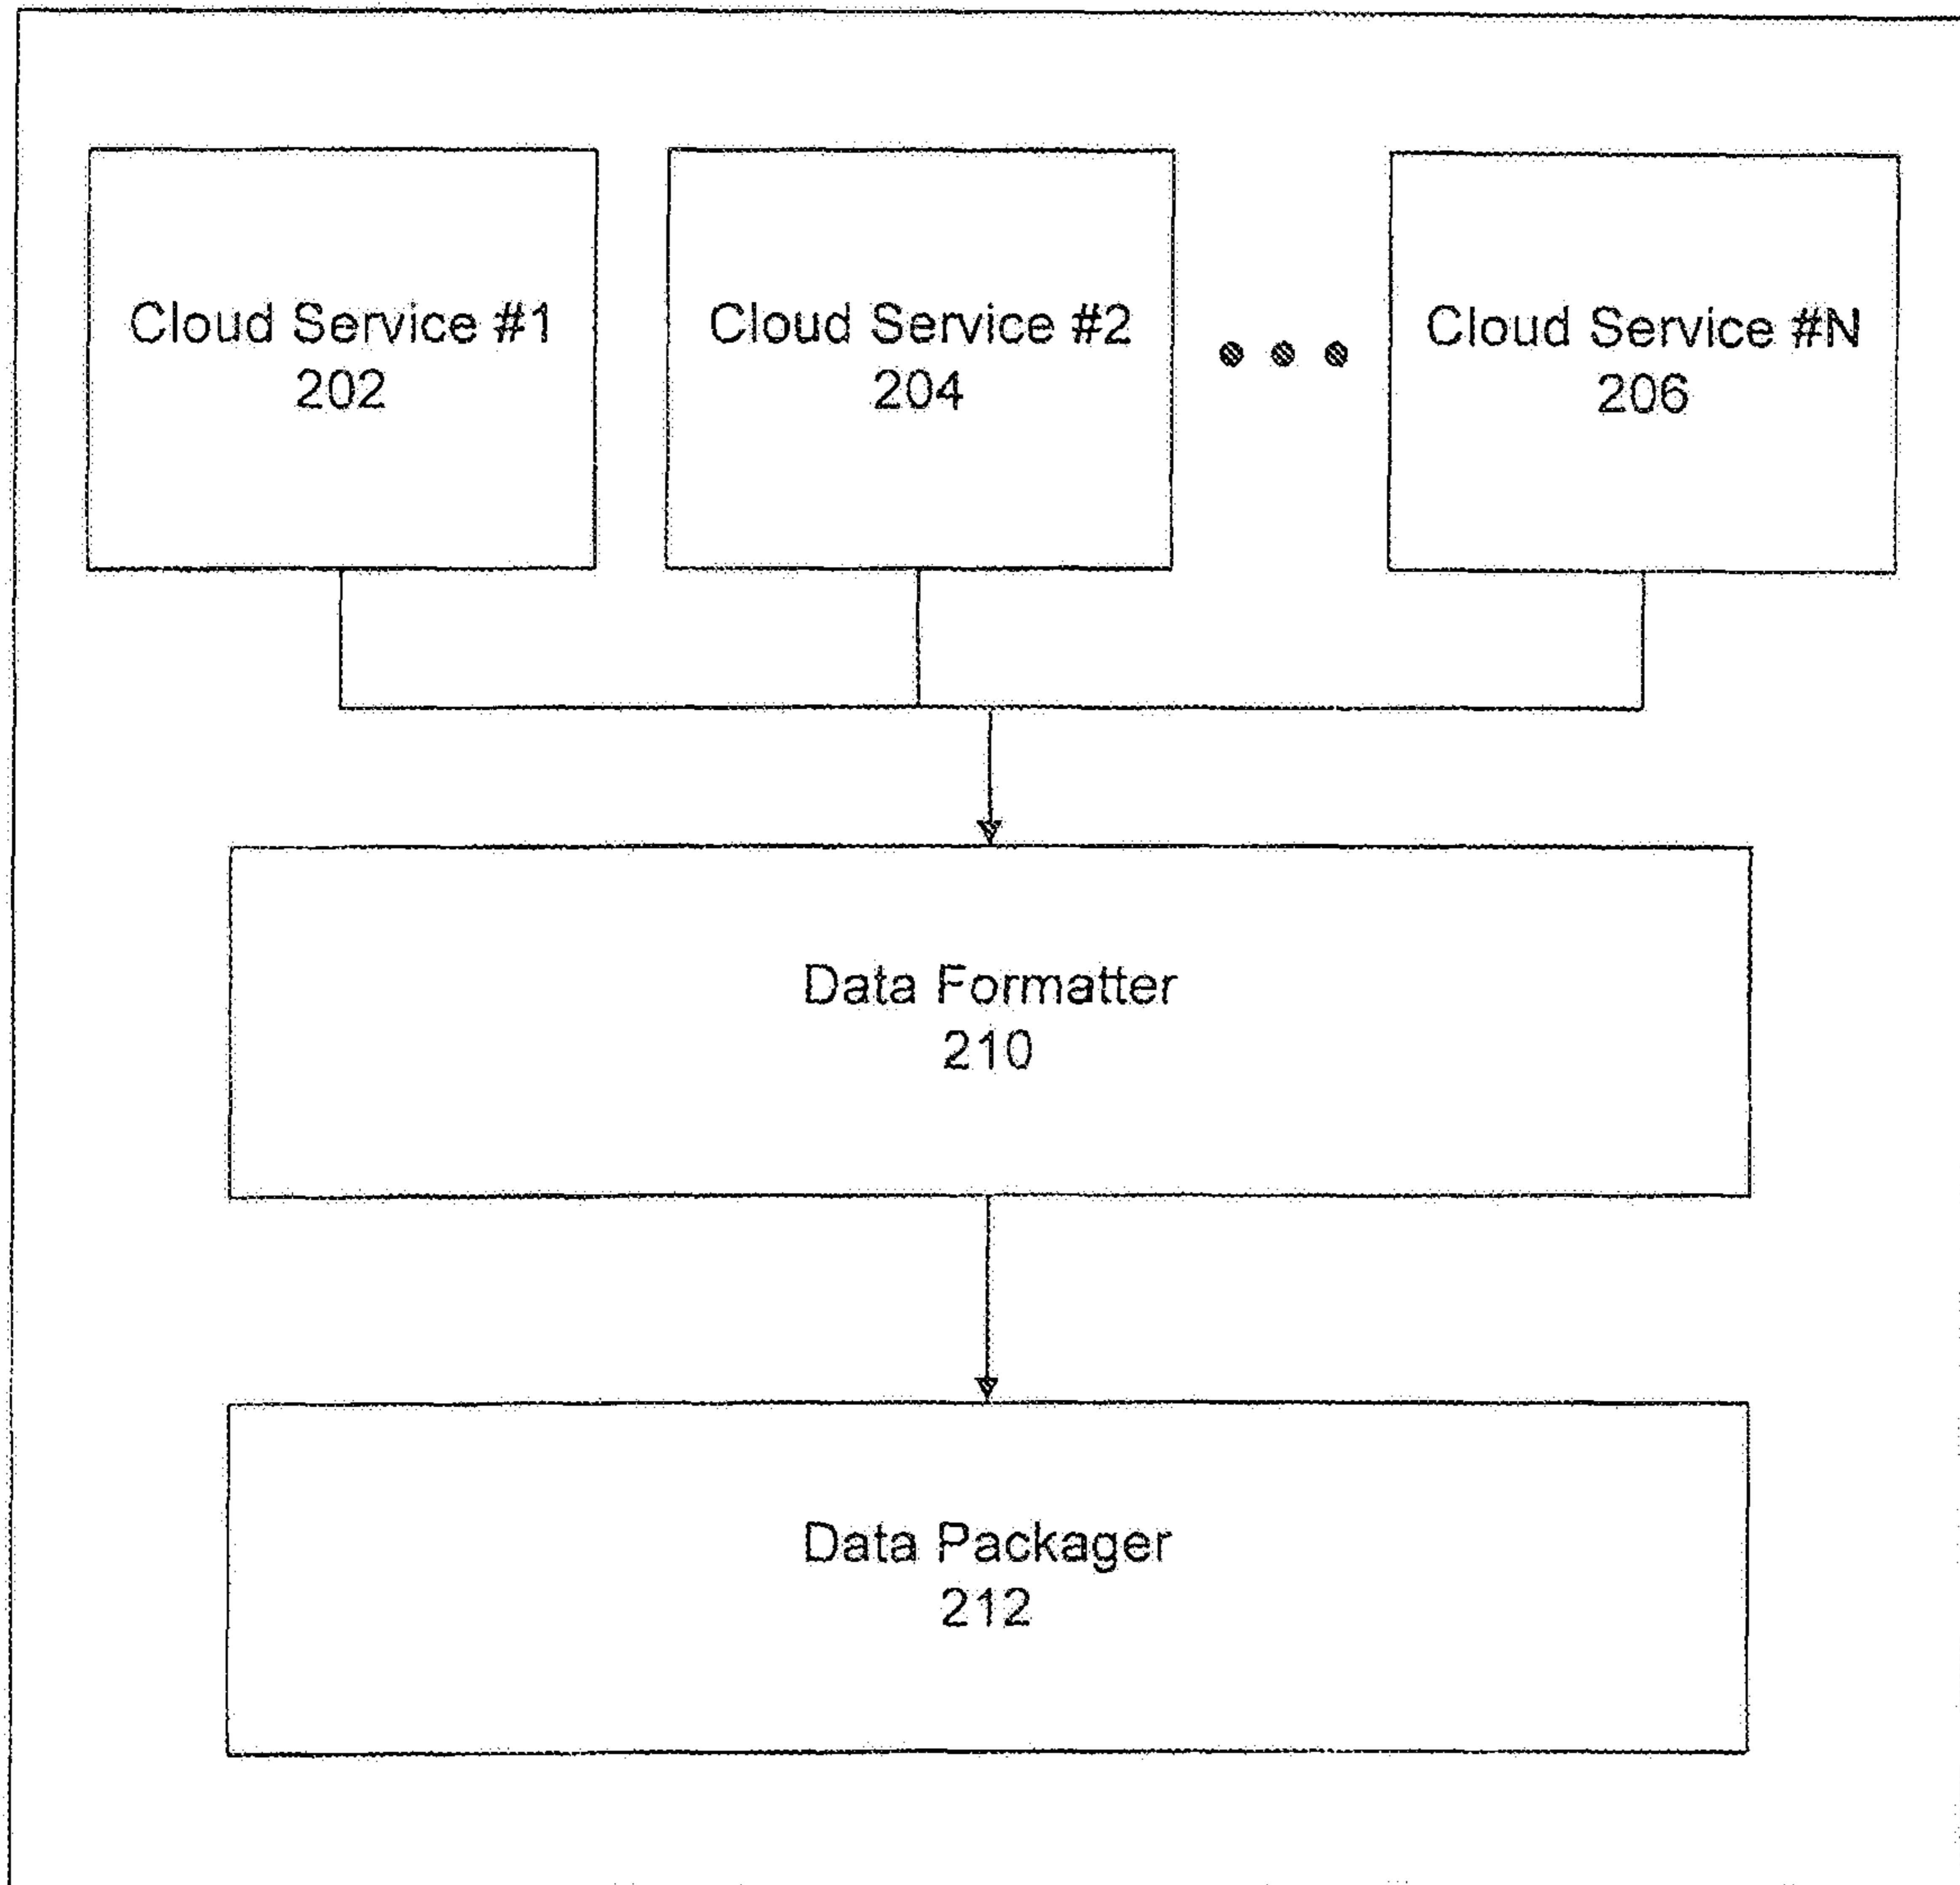 Cloud Service #1
202
Cloud Service #2
204
Cloud Service #N
206
Data Formatter
210
Data Packager
212